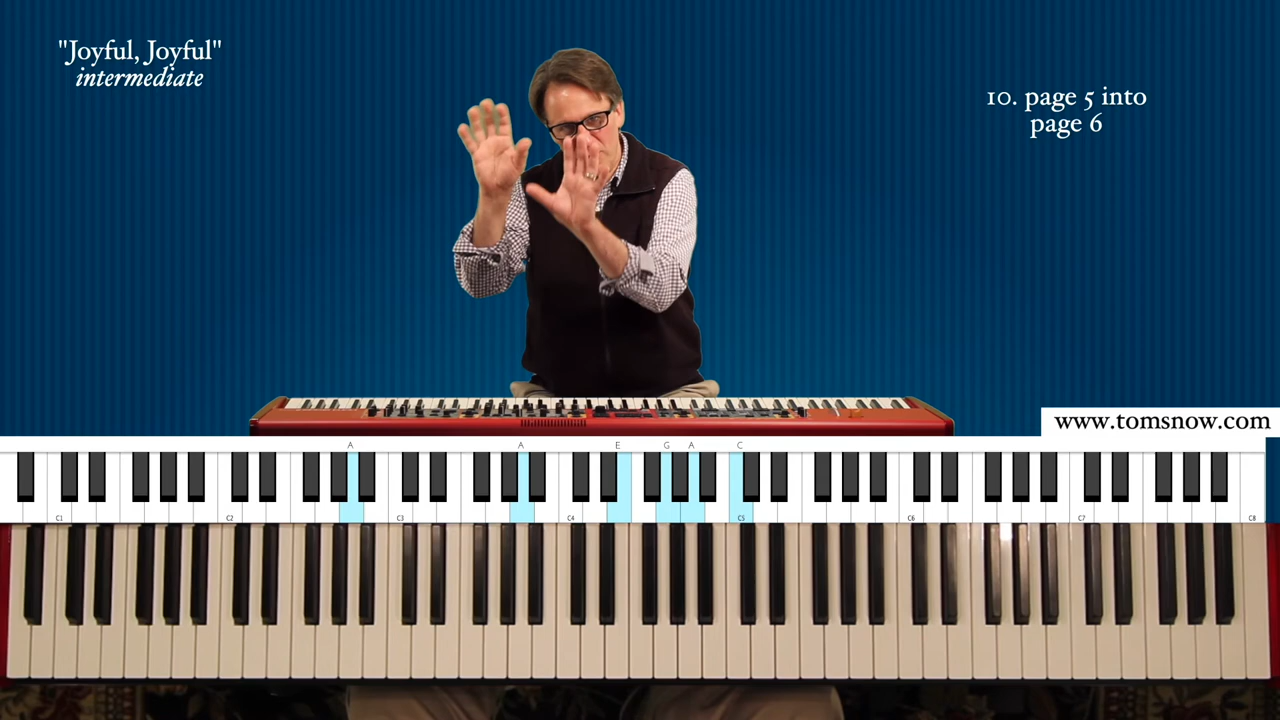 "Joyful, Joyful"
intermediate
10. page 5 into
page 6
www.tomsnow.com
A A E G A C
C1 C2 C3 C4 C5 C6 C7 C8